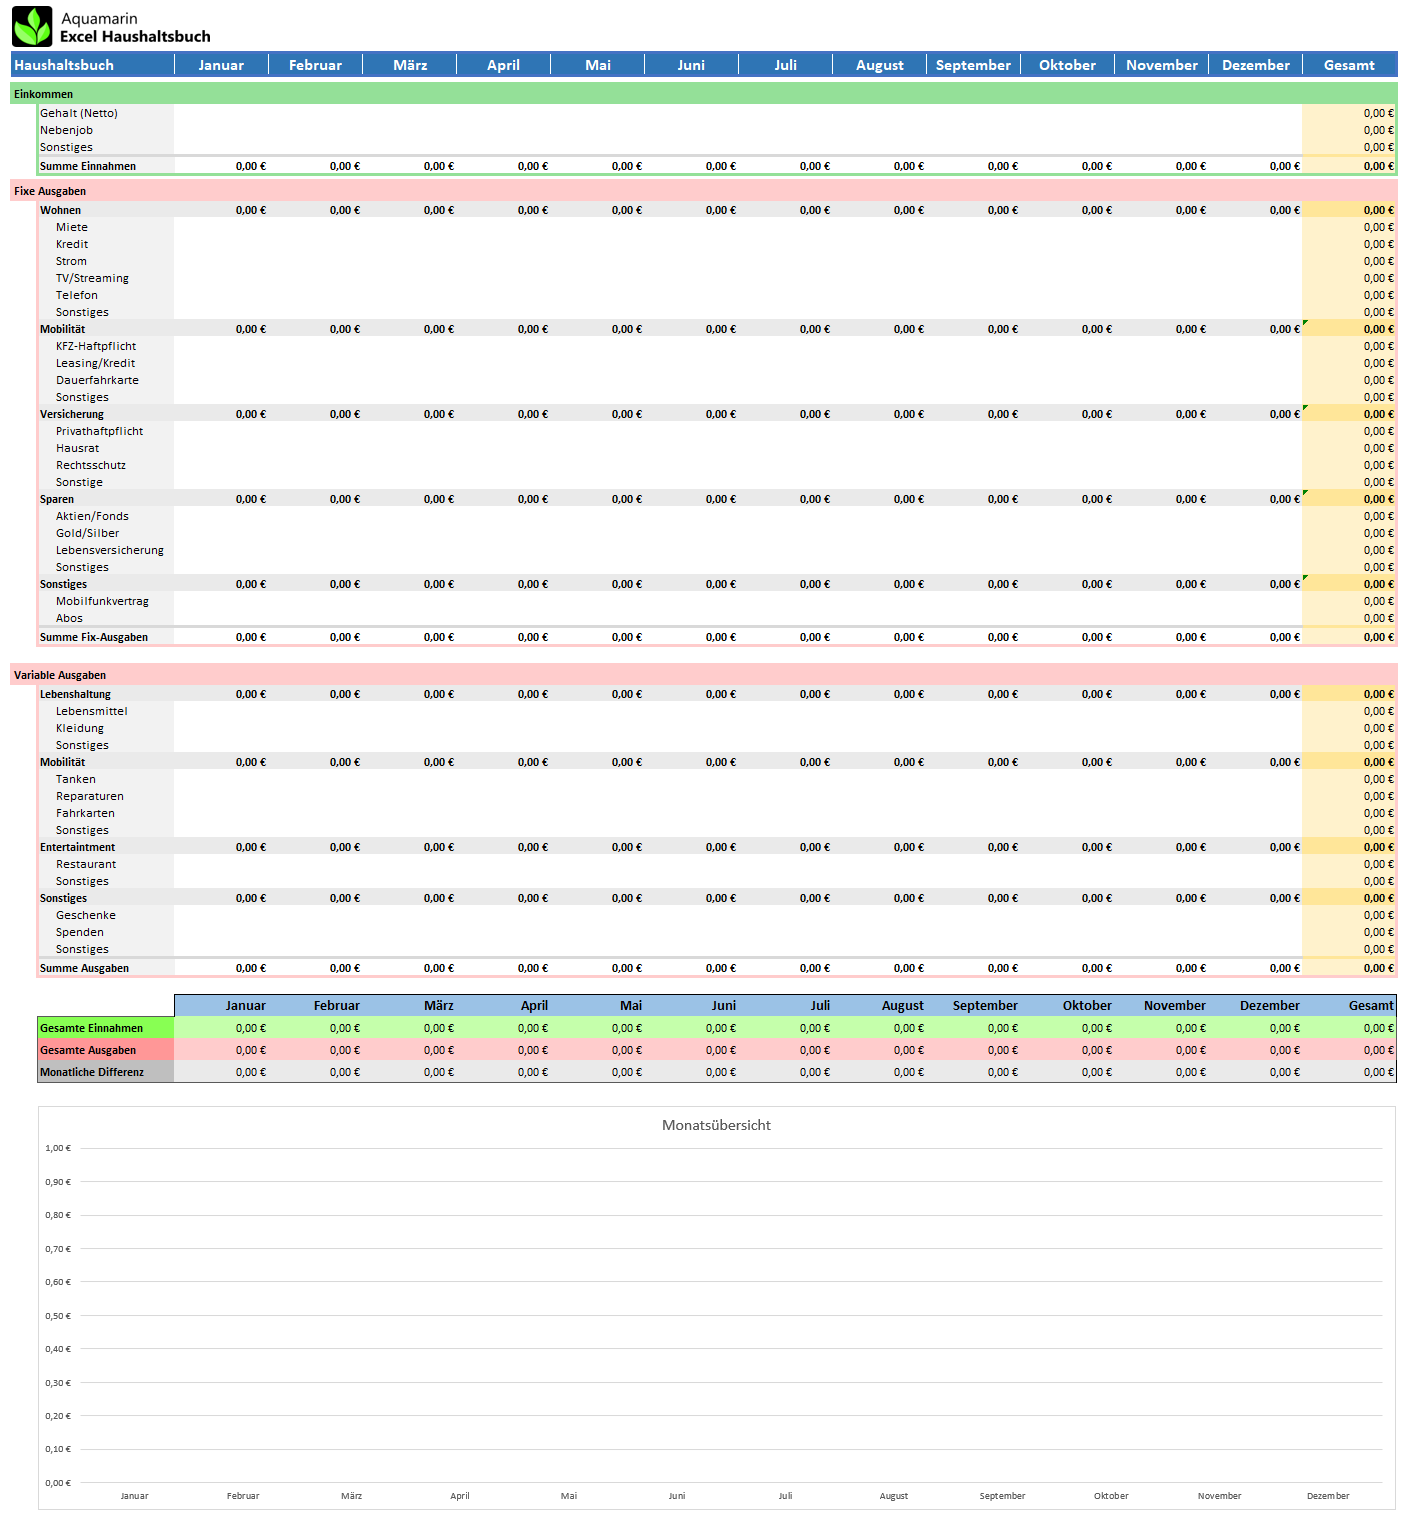 Aquamarin
Excel Haushaltsbuch
Haushaltsbuch Januar Februar März April Mai Juni Juli August September Oktober November Dezember Gesamt
Einkommen
Gehalt (Netto) 0,00 €
Nebenjob 0,00 €
Sonstiges 0,00 €
Summe Einnahmen 0,00 € 0,00 € 0,00 € 0,00 € 0,00 € 0,00 € 0,00 € 0,00 € 0,00 € 0,00 € 0,00 € 0,00 € 0,00 €
Fixe Ausgaben
Wohnen 0,00 € 0,00 € 0,00 € 0,00 € 0,00 € 0,00 € 0,00 € 0,00 € 0,00 € 0,00 € 0,00 € 0,00 € 0,00 €
Miete 0,00 €
Kredit 0,00 €
Strom 0,00 €
TV/Streaming 0,00 €
Telefon 0,00 €
Sonstiges 0,00 €
Mobilität 0,00 € 0,00 € 0,00 € 0,00 € 0,00 € 0,00 € 0,00 € 0,00 € 0,00 € 0,00 € 0,00 € 0,00 € 0,00 €
KFZ-Haftpflicht 0,00 €
Leasing/Kredit 0,00 €
Dauerfahrkarte 0,00 €
Sonstiges 0,00 €
Versicherung 0,00 € 0,00 € 0,00 € 0,00 € 0,00 € 0,00 € 0,00 € 0,00 € 0,00 € 0,00 € 0,00 € 0,00 € 0,00 €
Privathaftpflicht 0,00 €
Hausrat 0,00 €
Rechtsschutz 0,00 €
Sonstige 0,00 €
Sparen 0,00 € 0,00 € 0,00 € 0,00 € 0,00 € 0,00 € 0,00 € 0,00 € 0,00 € 0,00 € 0,00 € 0,00 € 0,00 €
Aktien/Fonds 0,00 €
Gold/Silber 0,00 €
Lebensversicherung 0,00 €
Sonstiges 0,00 €
Sonstiges 0,00 € 0,00 € 0,00 € 0,00 € 0,00 € 0,00 € 0,00 € 0,00 € 0,00 € 0,00 € 0,00 € 0,00 € 0,00 €
Mobilfunkvertrag 0,00 €
Abos 0,00 €
Summe Fix-Ausgaben 0,00 € 0,00 € 0,00 € 0,00 € 0,00 € 0,00 € 0,00 € 0,00 € 0,00 € 0,00 € 0,00 € 0,00 € 0,00 €
Variable Ausgaben
Lebenshaltung 0,00 € 0,00 € 0,00 € 0,00 € 0,00 € 0,00 € 0,00 € 0,00 € 0,00 € 0,00 € 0,00 € 0,00 € 0,00 €
Lebensmittel 0,00 €
Kleidung 0,00 €
Sonstiges 0,00 €
Mobilität 0,00 € 0,00 € 0,00 € 0,00 € 0,00 € 0,00 € 0,00 € 0,00 € 0,00 € 0,00 € 0,00 € 0,00 € 0,00 €
Tanken 0,00 €
Reparaturen 0,00 €
Fahrkarten 0,00 €
Sonstiges 0,00 €
Entertaintment 0,00 € 0,00 € 0,00 € 0,00 € 0,00 € 0,00 € 0,00 € 0,00 € 0,00 € 0,00 € 0,00 € 0,00 € 0,00 €
Restaurant 0,00 €
Sonstiges 0,00 €
Sonstiges 0,00 € 0,00 € 0,00 € 0,00 € 0,00 € 0,00 € 0,00 € 0,00 € 0,00 € 0,00 € 0,00 € 0,00 € 0,00 €
Geschenke 0,00 €
Spenden 0,00 €
Sonstiges 0,00 €
Summe Ausgaben 0,00 € 0,00 € 0,00 € 0,00 € 0,00 € 0,00 € 0,00 € 0,00 € 0,00 € 0,00 € 0,00 € 0,00 € 0,00 €
Januar Februar März April Mai Juni Juli August September Oktober November Dezember Gesamt
Gesamte Einnahmen 0,00 € 0,00 € 0,00 € 0,00 € 0,00 € 0,00 € 0,00 € 0,00 € 0,00 € 0,00 € 0,00 € 0,00 € 0,00 €
Gesamte Ausgaben 0,00 € 0,00 € 0,00 € 0,00 € 0,00 € 0,00 € 0,00 € 0,00 € 0,00 € 0,00 € 0,00 € 0,00 € 0,00 €
Monatliche Differenz 0,00 € 0,00 € 0,00 € 0,00 € 0,00 € 0,00 € 0,00 € 0,00 € 0,00 € 0,00 € 0,00 € 0,00 € 0,00 €
Monatsübersicht
1,00 €
0,90 €
0,80 €
0,70 €
0,60 €
0,50 €
0,40 €
0,30 €
0,20 €
0,10 €
0,00 €
Januar Februar März April Mai Juni Juli August September Oktober November Dezember